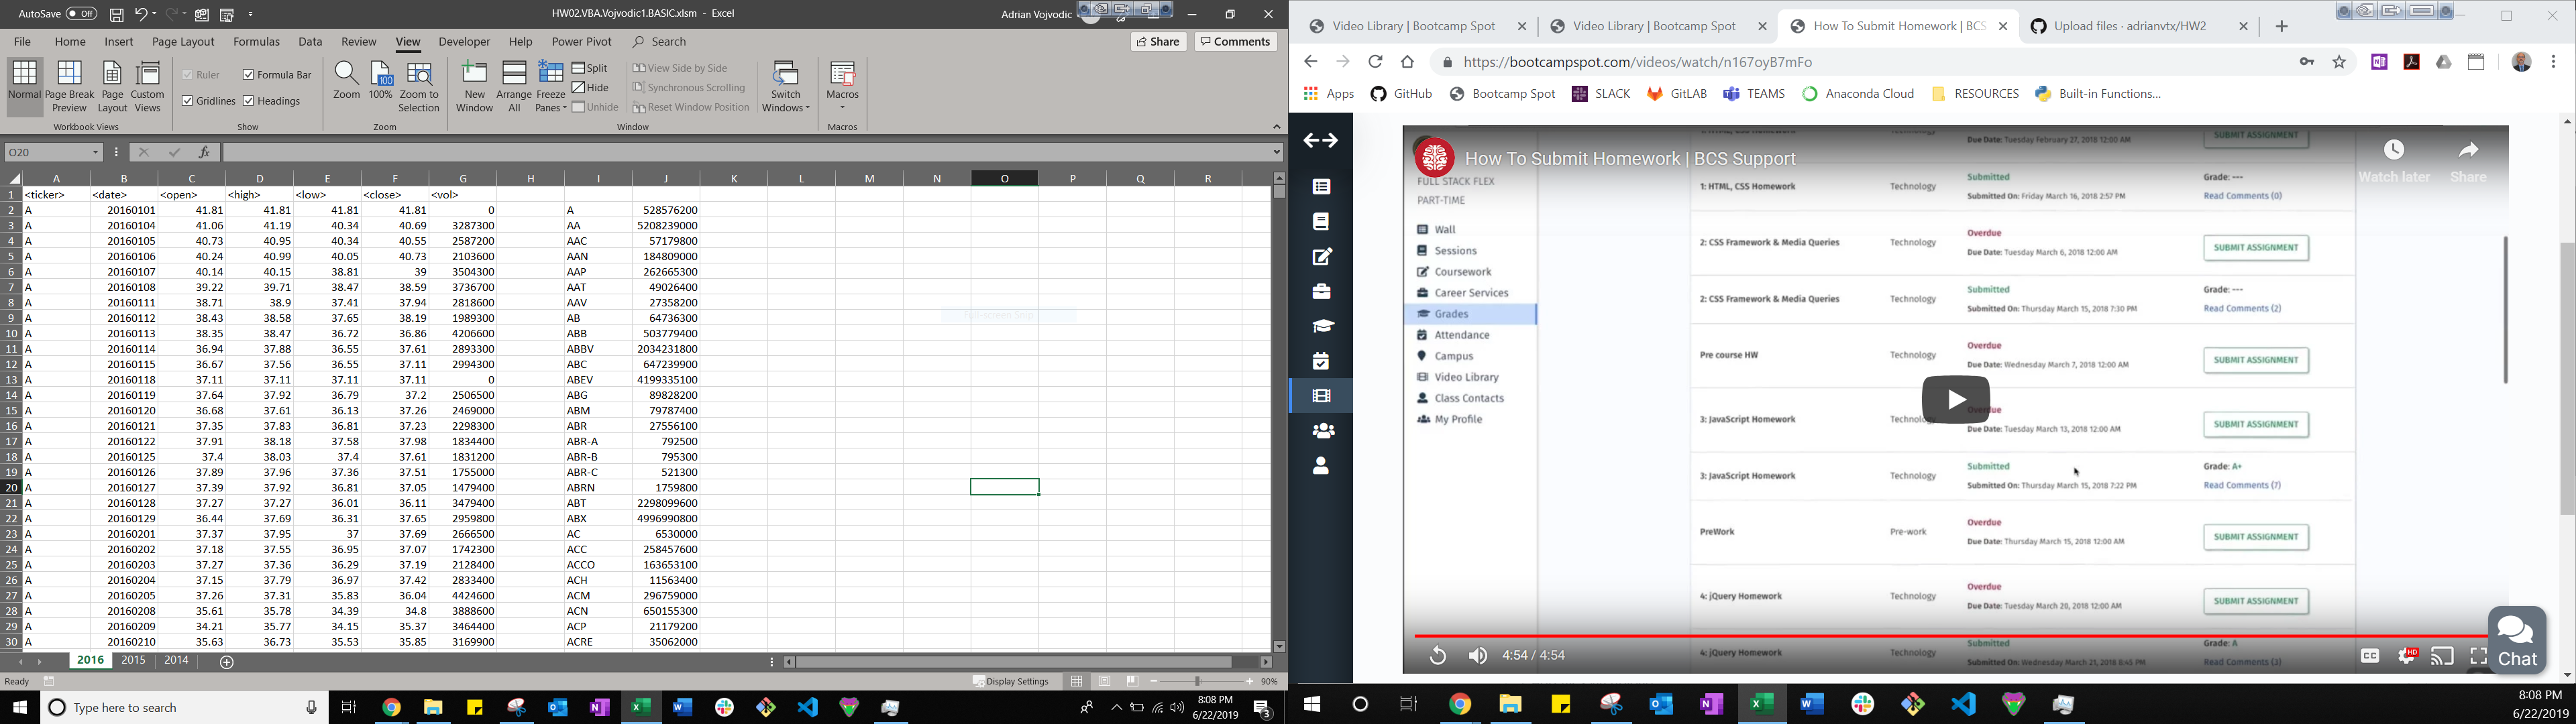 AutoSave Off HW02.VBA.Vojvodic1.BASIC.xlsm - Excel Adrian Vojvodic
File Home Insert Page Layout Formulas Data Review View Developer Help Power Pivot Search Share Comments
Normal Page Break Preview Page Layout Custom Views Ruler Formula Bar Gridlines Headings Zoom 100% Zoom to Selection New Window Arrange All Freeze Panes Split Hide Unhide View Side by Side Synchronous Scrolling Reset Window Position Switch Windows Macros
Workbook Views Show Zoom Window Macros
O20 fx
A B C D E F G H I J K L M N O P Q R
1 <ticker> <date> <open> <high> <low> <close> <vol>
2 A 20160101 41.81 41.81 41.81 41.81 0 A 528576200
3 A 20160104 41.06 41.19 40.34 40.69 3287300 AA 5208239000
4 A 20160105 40.73 40.95 40.34 40.55 2587200 AAC 57179800
5 A 20160106 40.24 40.99 40.05 40.73 2103600 AAN 184809000
6 A 20160107 40.14 40.15 38.81 39 3504300 AAP 262665300
7 A 20160108 39.22 39.71 38.47 38.59 3736700 AAT 49026400
8 A 20160111 38.71 38.9 37.41 37.94 2818600 AAV 27358200
9 A 20160112 38.43 38.58 37.65 38.19 1989300 AB 64736300
10 A 20160113 38.35 38.47 36.72 36.86 4206600 ABB 503779400
11 A 20160114 36.94 37.88 36.55 37.61 2893300 ABBV 2034231800
12 A 20160115 36.67 37.56 36.55 37.11 2994300 ABC 647239900
13 A 20160118 37.11 37.11 37.11 37.11 0 ABEV 4199335100
14 A 20160119 37.64 37.92 36.79 37.2 2506500 ABG 89828200
15 A 20160120 36.68 37.61 36.13 37.26 2469000 ABM 79787400
16 A 20160121 37.35 37.83 36.81 37.23 2298300 ABR 27556100
17 A 20160122 37.91 38.18 37.58 37.98 1834400 ABR-A 792500
18 A 20160125 37.4 38.03 37.4 37.61 1831200 ABR-B 795300
19 A 20160126 37.89 37.96 37.36 37.51 1755000 ABR-C 521300
20 A 20160127 37.39 37.92 36.81 37.05 1479400 ABRN 1759800
21 A 20160128 37.27 37.27 36.01 36.11 3479400 ABT 2298099600
22 A 20160129 36.44 37.69 36.31 37.65 2959800 ABX 4996990800
23 A 20160201 37.37 37.95 37 37.69 2666500 AC 6530000
24 A 20160202 37.18 37.55 36.95 37.07 1742300 ACC 258457600
25 A 20160203 37.27 37.36 36.29 37.19 2128400 ACCO 163653100
26 A 20160204 37.15 37.79 36.97 37.42 2833400 ACH 11563400
27 A 20160205 37.26 37.31 35.83 36.04 4424600 ACM 296759000
28 A 20160208 35.61 35.78 34.39 34.8 3888600 ACN 650155300
29 A 20160209 34.21 35.77 34.15 35.37 3464400 ACP 21179200
30 A 20160210 35.63 36.73 35.53 35.85 3169900 ACRE 35062000
2016 2015 2014
Ready Display Settings 90%
Type here to search 8:08 PM
6/22/2019 3
Video Library | Bootcamp Spot Video Library | Bootcamp Spot How To Submit Homework | BCS Upload files · adrianvtx/HW2
https://bootcampspot.com/videos/watch/n167oyB7mFo
Apps GitHub Bootcamp Spot SLACK GitLAB TEAMS Anaconda Cloud RESOURCES Built-in Functions...
How To Submit Homework | BCS Support
Watch later Share
FULL STACK FLEX
PART-TIME
Wall
Sessions
Coursework
Career Services
Grades
Attendance
Campus
Video Library
Class Contacts
My Profile
Due Date: Tuesday February 27, 2018 12:00 AM SUBMIT ASSIGNMENT
1: HTML, CSS Homework Technology Submitted Grade: ---
Submitted On: Friday March 16, 2018 2:57 PM Read Comments (0)
2: CSS Framework & Media Queries Technology Overdue SUBMIT ASSIGNMENT
Due Date: Tuesday March 6, 2018 12:00 AM
2: CSS Framework & Media Queries Technology Submitted Grade: ---
Submitted On: Thursday March 15, 2018 7:30 PM Read Comments (2)
Pre course HW Technology Overdue SUBMIT ASSIGNMENT
Due Date: Wednesday March 7, 2018 12:00 AM
3: JavaScript Homework Overdue SUBMIT ASSIGNMENT
Due Date: Tuesday March 13, 2018 12:00 AM
3: JavaScript Homework Technology Submitted Grade: A+
Submitted On: Thursday March 15, 2018 7:22 PM Read Comments (7)
PreWork Pre-work Overdue SUBMIT ASSIGNMENT
Due Date: Thursday March 15, 2018 12:00 AM
4: jQuery Homework Technology Overdue SUBMIT ASSIGNMENT
Due Date: Tuesday March 20, 2018 12:00 AM
4: jQuery Homework Technology Submitted Grade: A
Submitted On: Wednesday March 21, 2018 8:45 PM Read Comments (3)
4:54 / 4:54 CC HD
Chat
8:08 PM
6/22/2019